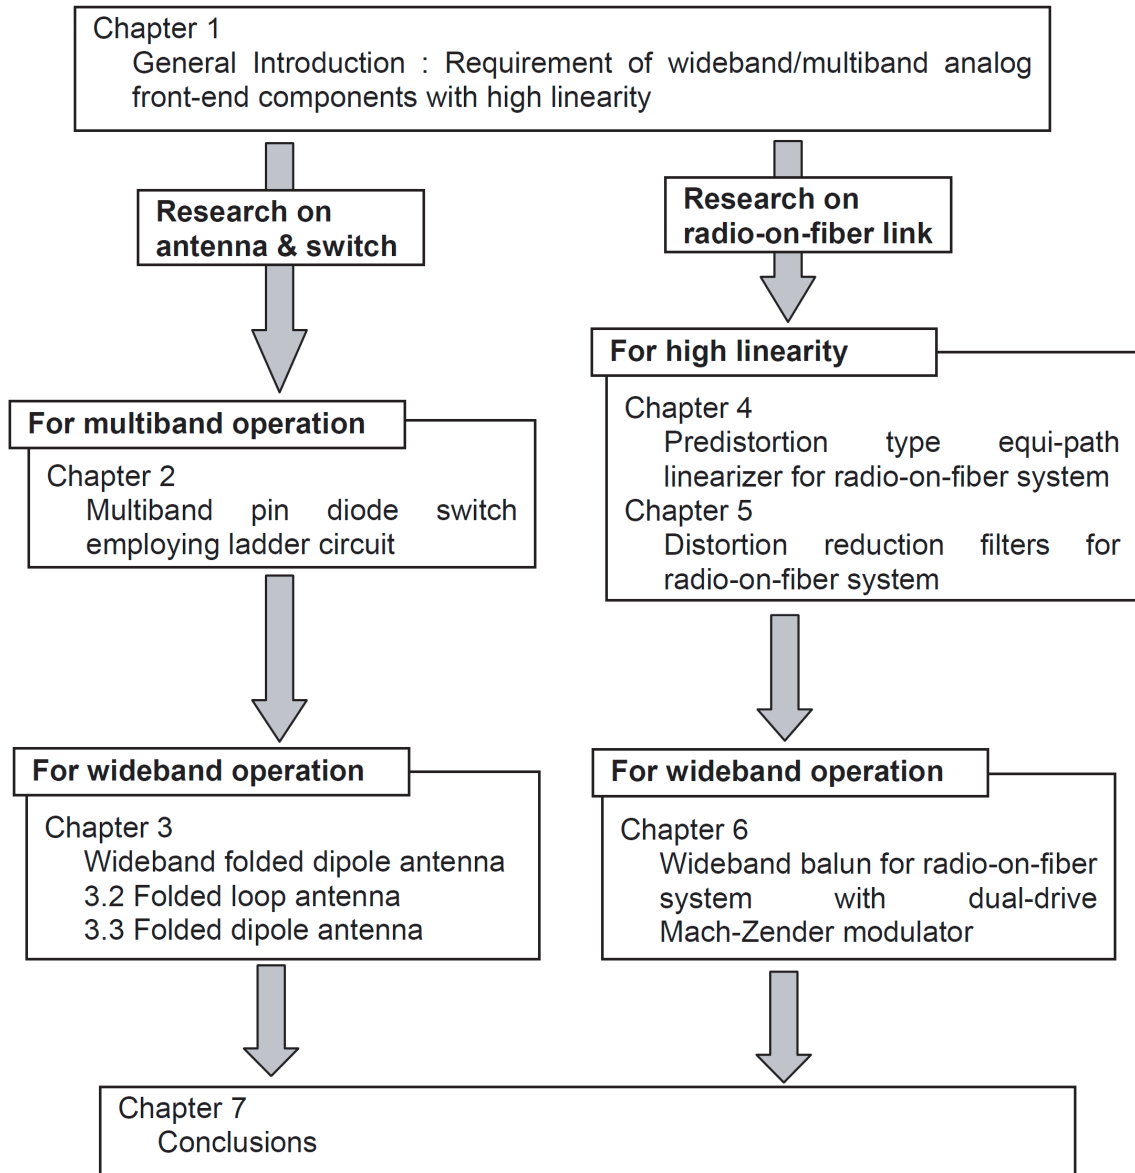 Chapter 1
General Introduction : Requirement of wideband/multiband analog
front-end components with high linearity
Research on
antenna & switch
Research on
radio-on-fiber link
For multiband operation
Chapter 2
Multiband pin diode switch
employing ladder circuit
For high linearity
Chapter 4
Predistortion type equi-path
linearizer for radio-on-fiber system
Chapter 5
Distortion reduction filters for
radio-on-fiber system
For wideband operation
Chapter 3
Wideband folded dipole antenna
3.2 Folded loop antenna
3.3 Folded dipole antenna
For wideband operation
Chapter 6
Wideband balun for radio-on-fiber
system with dual-drive
Mach-Zender modulator
Chapter 7
Conclusions